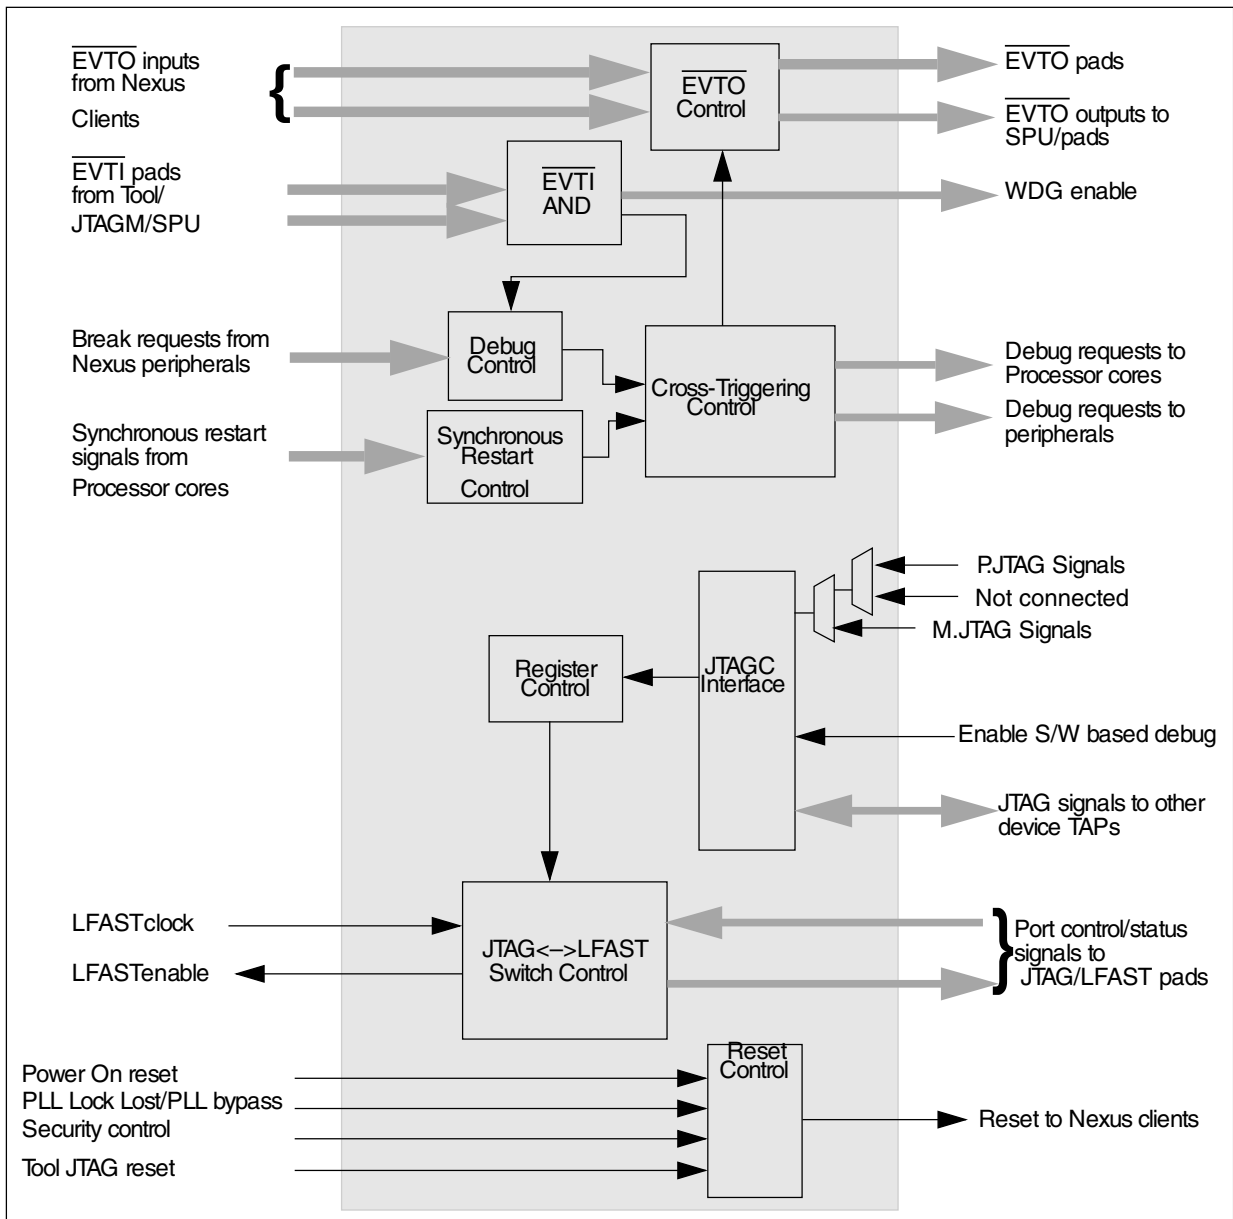 EVTO inputs
from Nexus
Clients
EVTO
Control
EVTO pads
EVTO outputs to
SPU/pads
EVTI pads
from Tool/
JTAGM/SPU
EVTI
AND
WDG enable
Break requests from
Nexus peripherals
Debug
Control
Cross-Triggering
Control
Debug requests to
Processor cores
Debug requests to
peripherals
Synchronous restart
signals from
Processor cores
Synchronous
Restart
Control
P.JTAG Signals
Not connected
M.JTAG Signals
Register
Control
JTAGC
Interface
Enable S/W based debug
JTAG signals to other
device TAPs
LFASTclock
LFASTenable
JTAG<–>LFAST
Switch Control
Port control/status
signals to
JTAG/LFAST pads
Reset
Control
Power On reset
PLL Lock Lost/PLL bypass
Security control
Tool JTAG reset
Reset to Nexus clients